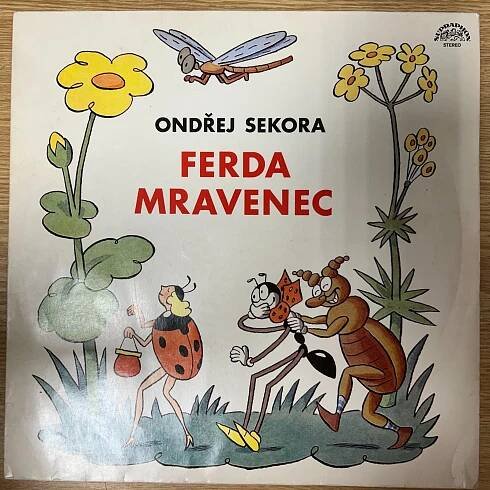 SUPRAPHON
STEREO
ONDŘEJ SEKORA
FERDA
MRAVENEC